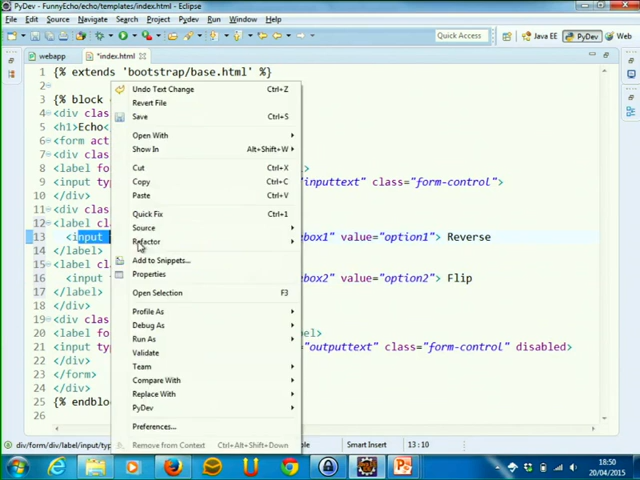 PyDev - FunnyEcho/echo/templates/index.html - Eclipse
File Edit Source Navigate Search Project PyDev Run Window Help
Quick Access Java EE PyDev Web
webapp *index.html
1 {% extends 'bootstrap/base.html' %}
2
3 {% block
4 <div clas
5 <h1>Echo<
6 <form act
7
8 <label fo
9 <input ty "inputtext" class="form-control">
10 </div>
11 <div clas
12 <label cl
13 <input box1" value="option1"> Reverse
14 </label>
15 <label cl
16 <input box2" value="option2"> Flip
17 </label>
18 </div>
19 <div clas
20 <label fo label>
21 <input ty "outputtext" class="form-control" disabled>
22 </form>
23 </div>
24 </div>
25 {% endblo
26
Undo Text Change Ctrl+Z
Revert File
Save Ctrl+S
Open With
Show In Alt+Shift+W
Cut Ctrl+X
Copy Ctrl+C
Paste Ctrl+V
Quick Fix Ctrl+1
Source
Refactor
Add to Snippets...
Properties
Open Selection F3
Profile As
Debug As
Run As
Validate
Team
Compare With
Replace With
PyDev
Preferences...
Remove from Context Ctrl+Alt+Shift+Down
div/form/div/label/input/typ Smart Insert 13 : 10
18:50
20/04/2015